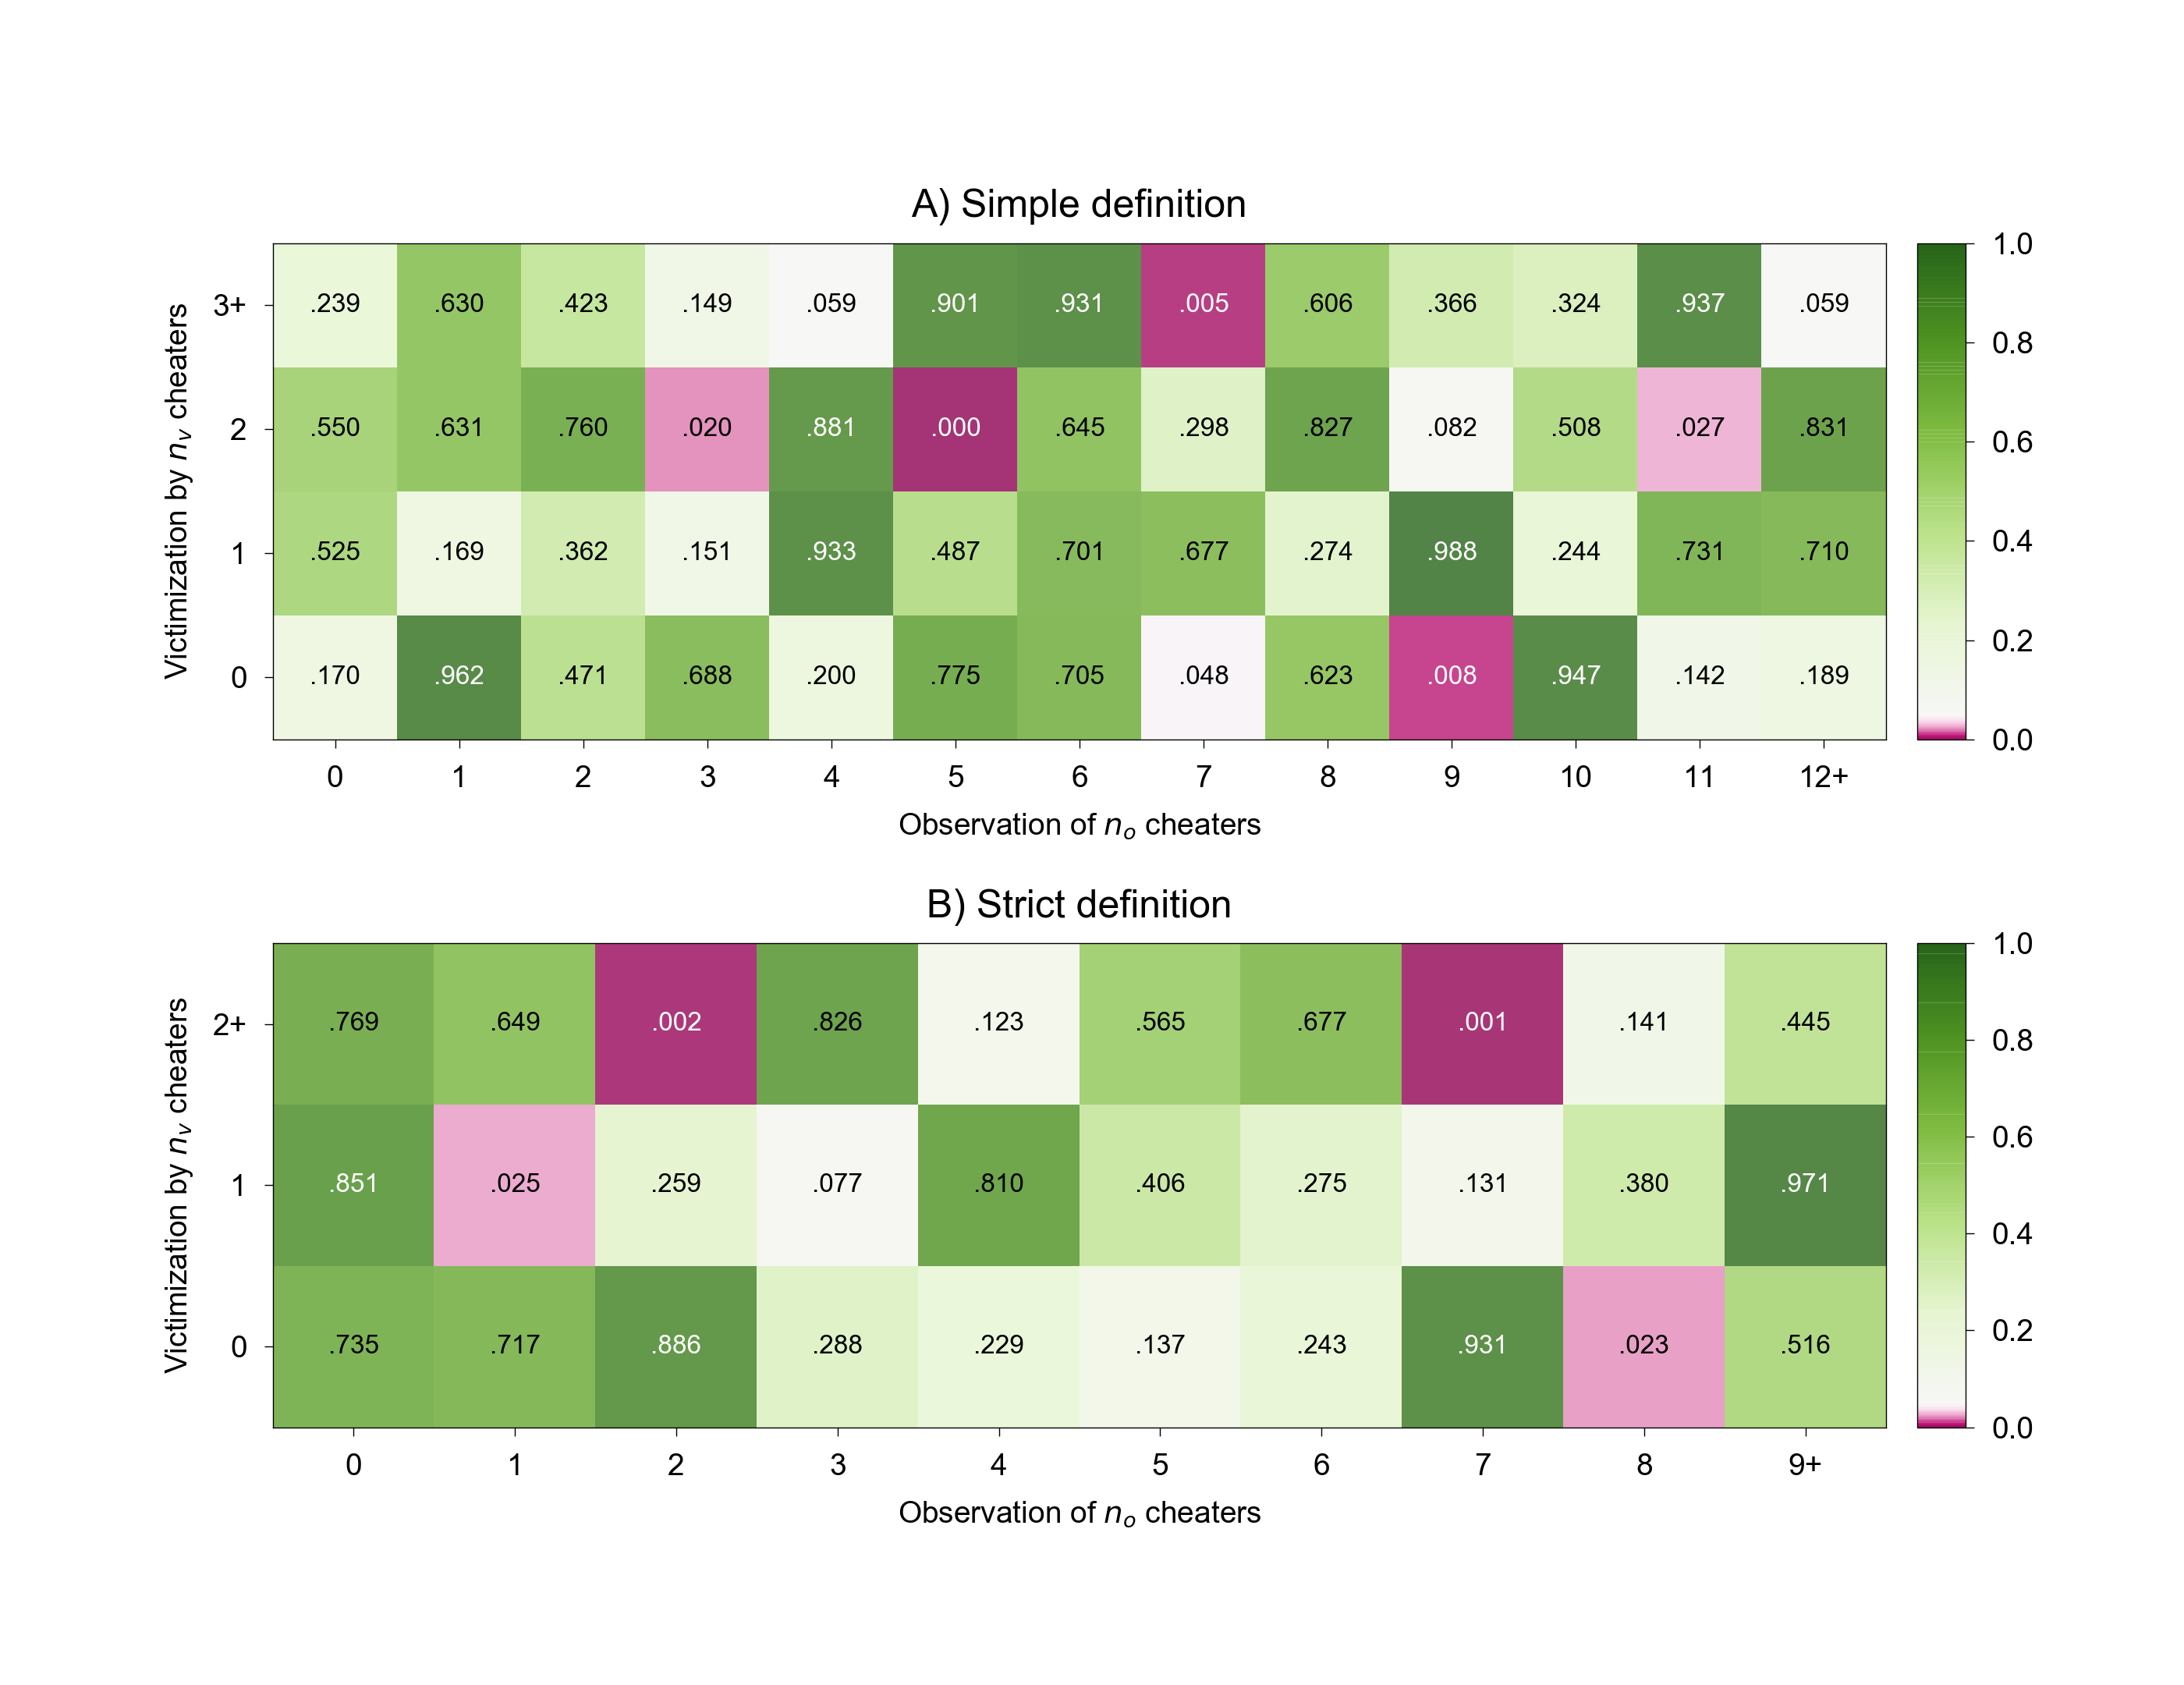 A) Simple definition
3+ .239 .630 .423 .149 .059 .901 .931 .005 .606 .366 .324 .937 .059
2 .550 .631 .760 .020 .881 .000 .645 .298 .827 .082 .508 .027 .831
1 .525 .169 .362 .151 .933 .487 .701 .677 .274 .988 .244 .731 .710
0 .170 .962 .471 .688 .200 .775 .705 .048 .623 .008 .947 .142 .189
0 1 2 3 4 5 6 7 8 9 10 11 12+
Observation of nₒ cheaters
Victimization by nᵥ cheaters
1.0
0.8
0.6
0.4
0.2
0.0
B) Strict definition
2+ .769 .649 .002 .826 .123 .565 .677 .001 .141 .445
1 .851 .025 .259 .077 .810 .406 .275 .131 .380 .971
0 .735 .717 .886 .288 .229 .137 .243 .931 .023 .516
0 1 2 3 4 5 6 7 8 9+
Observation of nₒ cheaters
Victimization by nᵥ cheaters
1.0
0.8
0.6
0.4
0.2
0.0